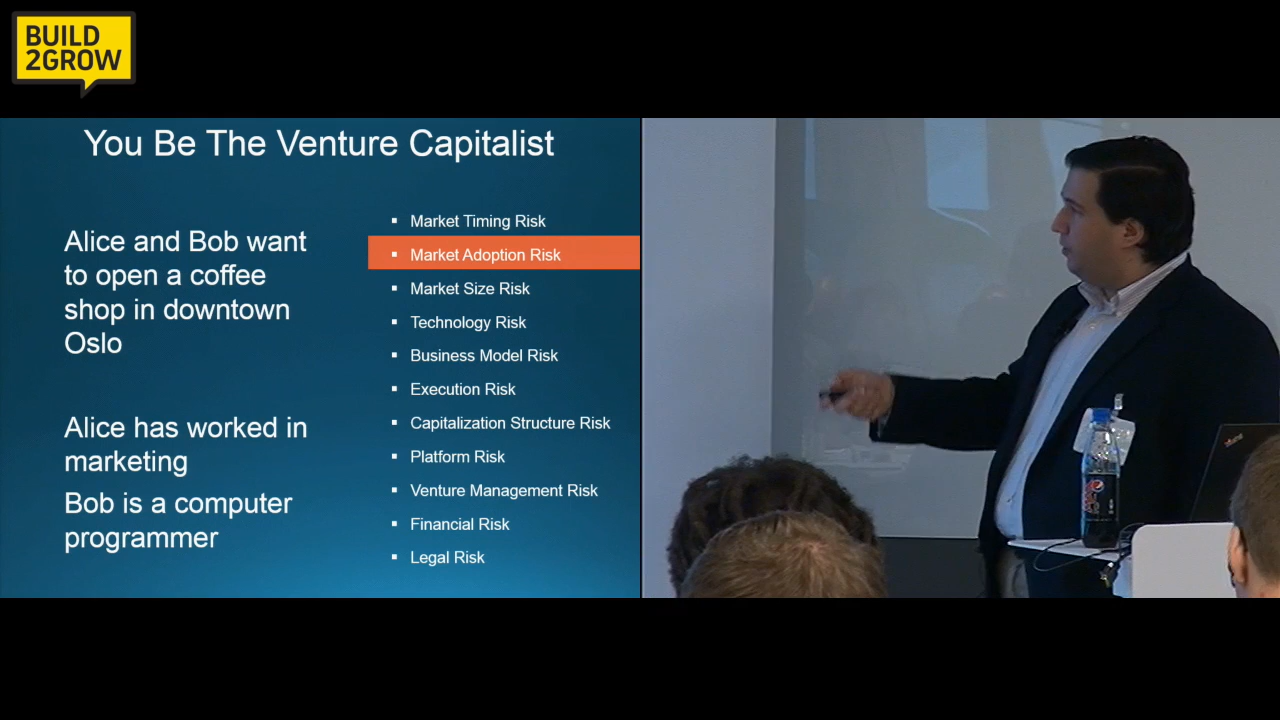 BUILD
2GROW
You Be The Venture Capitalist
Alice and Bob want
to open a coffee
shop in downtown
Oslo
Alice has worked in
marketing
Bob is a computer
programmer
▪ Market Timing Risk
▪ Market Adoption Risk
▪ Market Size Risk
▪ Technology Risk
▪ Business Model Risk
▪ Execution Risk
▪ Capitalization Structure Risk
▪ Platform Risk
▪ Venture Management Risk
▪ Financial Risk
▪ Legal Risk